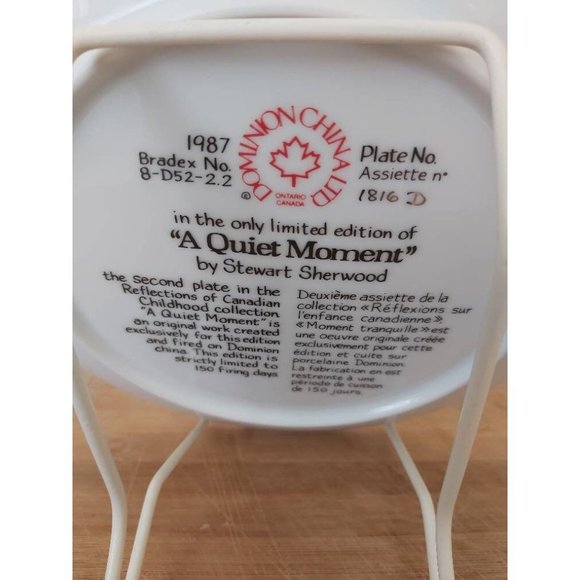 1987
Bradex No.
8-D52-2.2
DOMINION CHINA LTD.
©
ONTARIO
CANADA
Plate No.
Assiette n°
1816 D
in the only limited edition of
"A Quiet Moment"
by Stewart Sherwood
the second plate in the
Reflections of Canadian
Childhood collection.
"A Quiet Moment" is
an original work created
exclusively for this edition
and fired on Dominion
china. This edition is
strictly limited to
150 firing days
Deuxième assiette de la
collection «Réflexions sur
l'enfance canadienne»
«Moment tranquille» est
une oeuvre originale créée
exclusivement pour cette
édition et cuite sur
porcelaine Dominion.
La fabrication en est
restreinte à une
période de cuisson
de 150 jours.